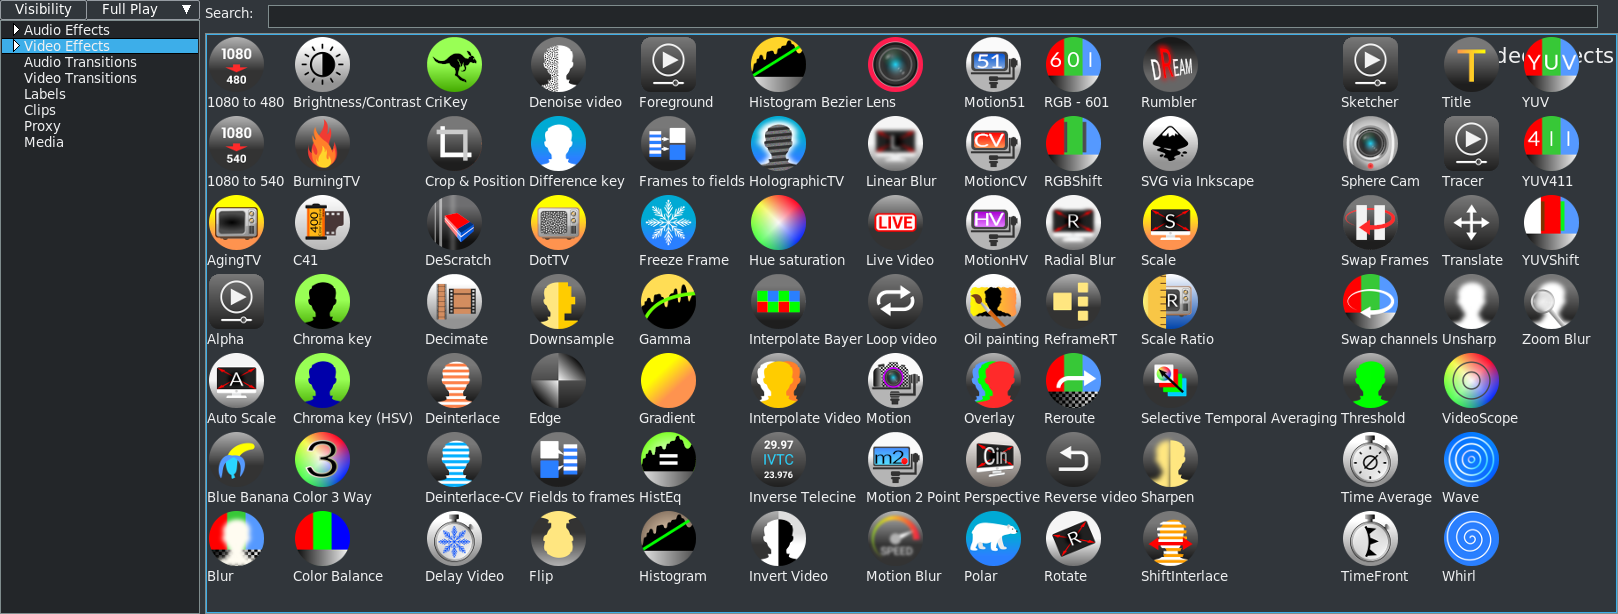 Visibility Full Play Search:
Audio Effects
Video Effects
Audio Transitions
Video Transitions
Labels
Clips
Proxy
Media
1080 480 51 6 0 1 DREAM T YUV
1080 to 480 Brightness/Contrast CriKey Denoise video Foreground Histogram Bezier Lens Motion51 RGB - 601 Rumbler Sketcher Title YUV
1080 540 L CV 4 1 1
1080 to 540 BurningTV Crop & Position Difference key Frames to fields HolographicTV Linear Blur MotionCV RGBShift SVG via Inkscape Sphere Cam Tracer YUV411
400 LIVE HV R S
AgingTV C41 DeScratch DotTV Freeze Frame Hue saturation Live Video MotionHV Radial Blur Scale Swap Frames Translate YUVShift
R
Alpha Chroma key Decimate Downsample Gamma Interpolate Bayer Loop video Oil painting ReframeRT Scale Ratio Swap channels Unsharp Zoom Blur
A
Auto Scale Chroma key (HSV) Deinterlace Edge Gradient Interpolate Video Motion Overlay Reroute Selective Temporal Averaging Threshold VideoScope
3 29.97 IVTC 23.976 m2. Cin
Blue Banana Color 3 Way Deinterlace-CV Fields to frames HistEq Inverse Telecine Motion 2 Point Perspective Reverse video Sharpen Time Average Wave
SPEED R
Blur Color Balance Delay Video Flip Histogram Invert Video Motion Blur Polar Rotate ShiftInterlace TimeFront Whirl